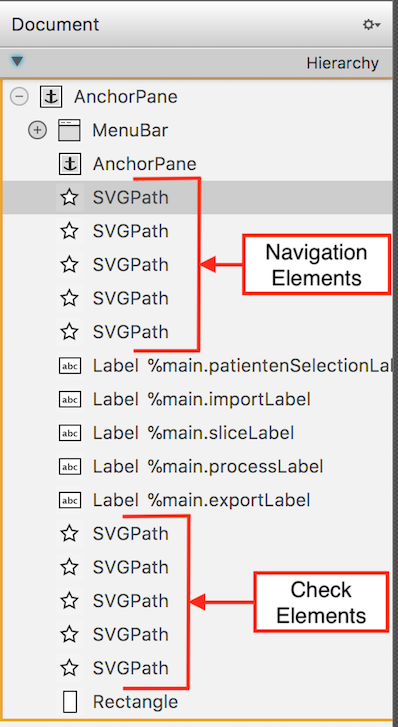 Document
Hierarchy
AnchorPane
MenuBar
AnchorPane
SVGPath
SVGPath
SVGPath
SVGPath
SVGPath
Navigation
Elements
abc Label %main.patientenSelectionLal
abc Label %main.importLabel
abc Label %main.sliceLabel
abc Label %main.processLabel
abc Label %main.exportLabel
SVGPath
SVGPath
SVGPath
SVGPath
SVGPath
Check
Elements
Rectangle